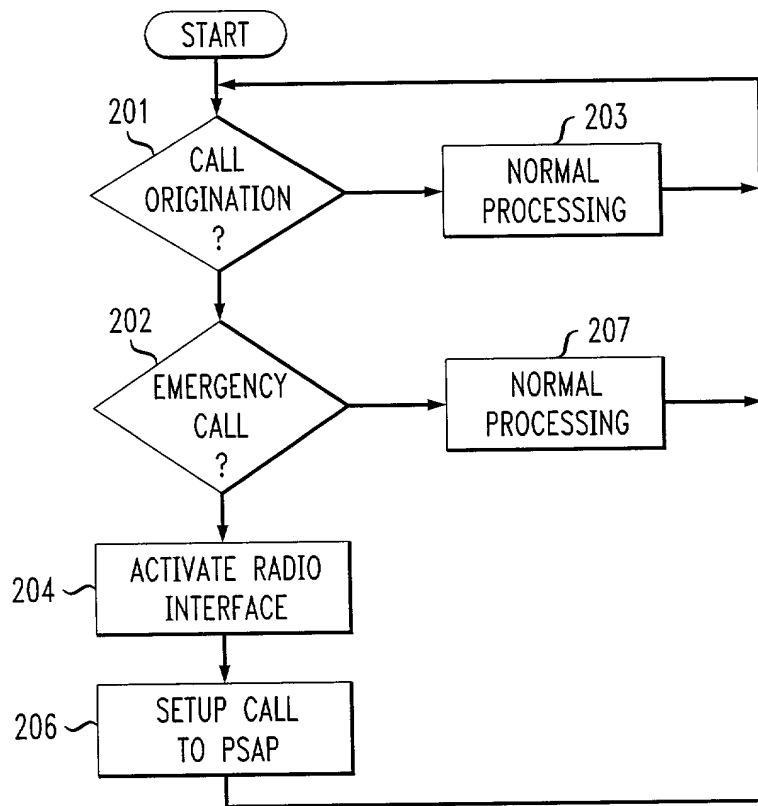 START
201
CALL
ORIGINATION
?
203
NORMAL
PROCESSING
202
EMERGENCY
CALL
?
207
NORMAL
PROCESSING
204
ACTIVATE RADIO
INTERFACE
206
SETUP CALL
TO PSAP